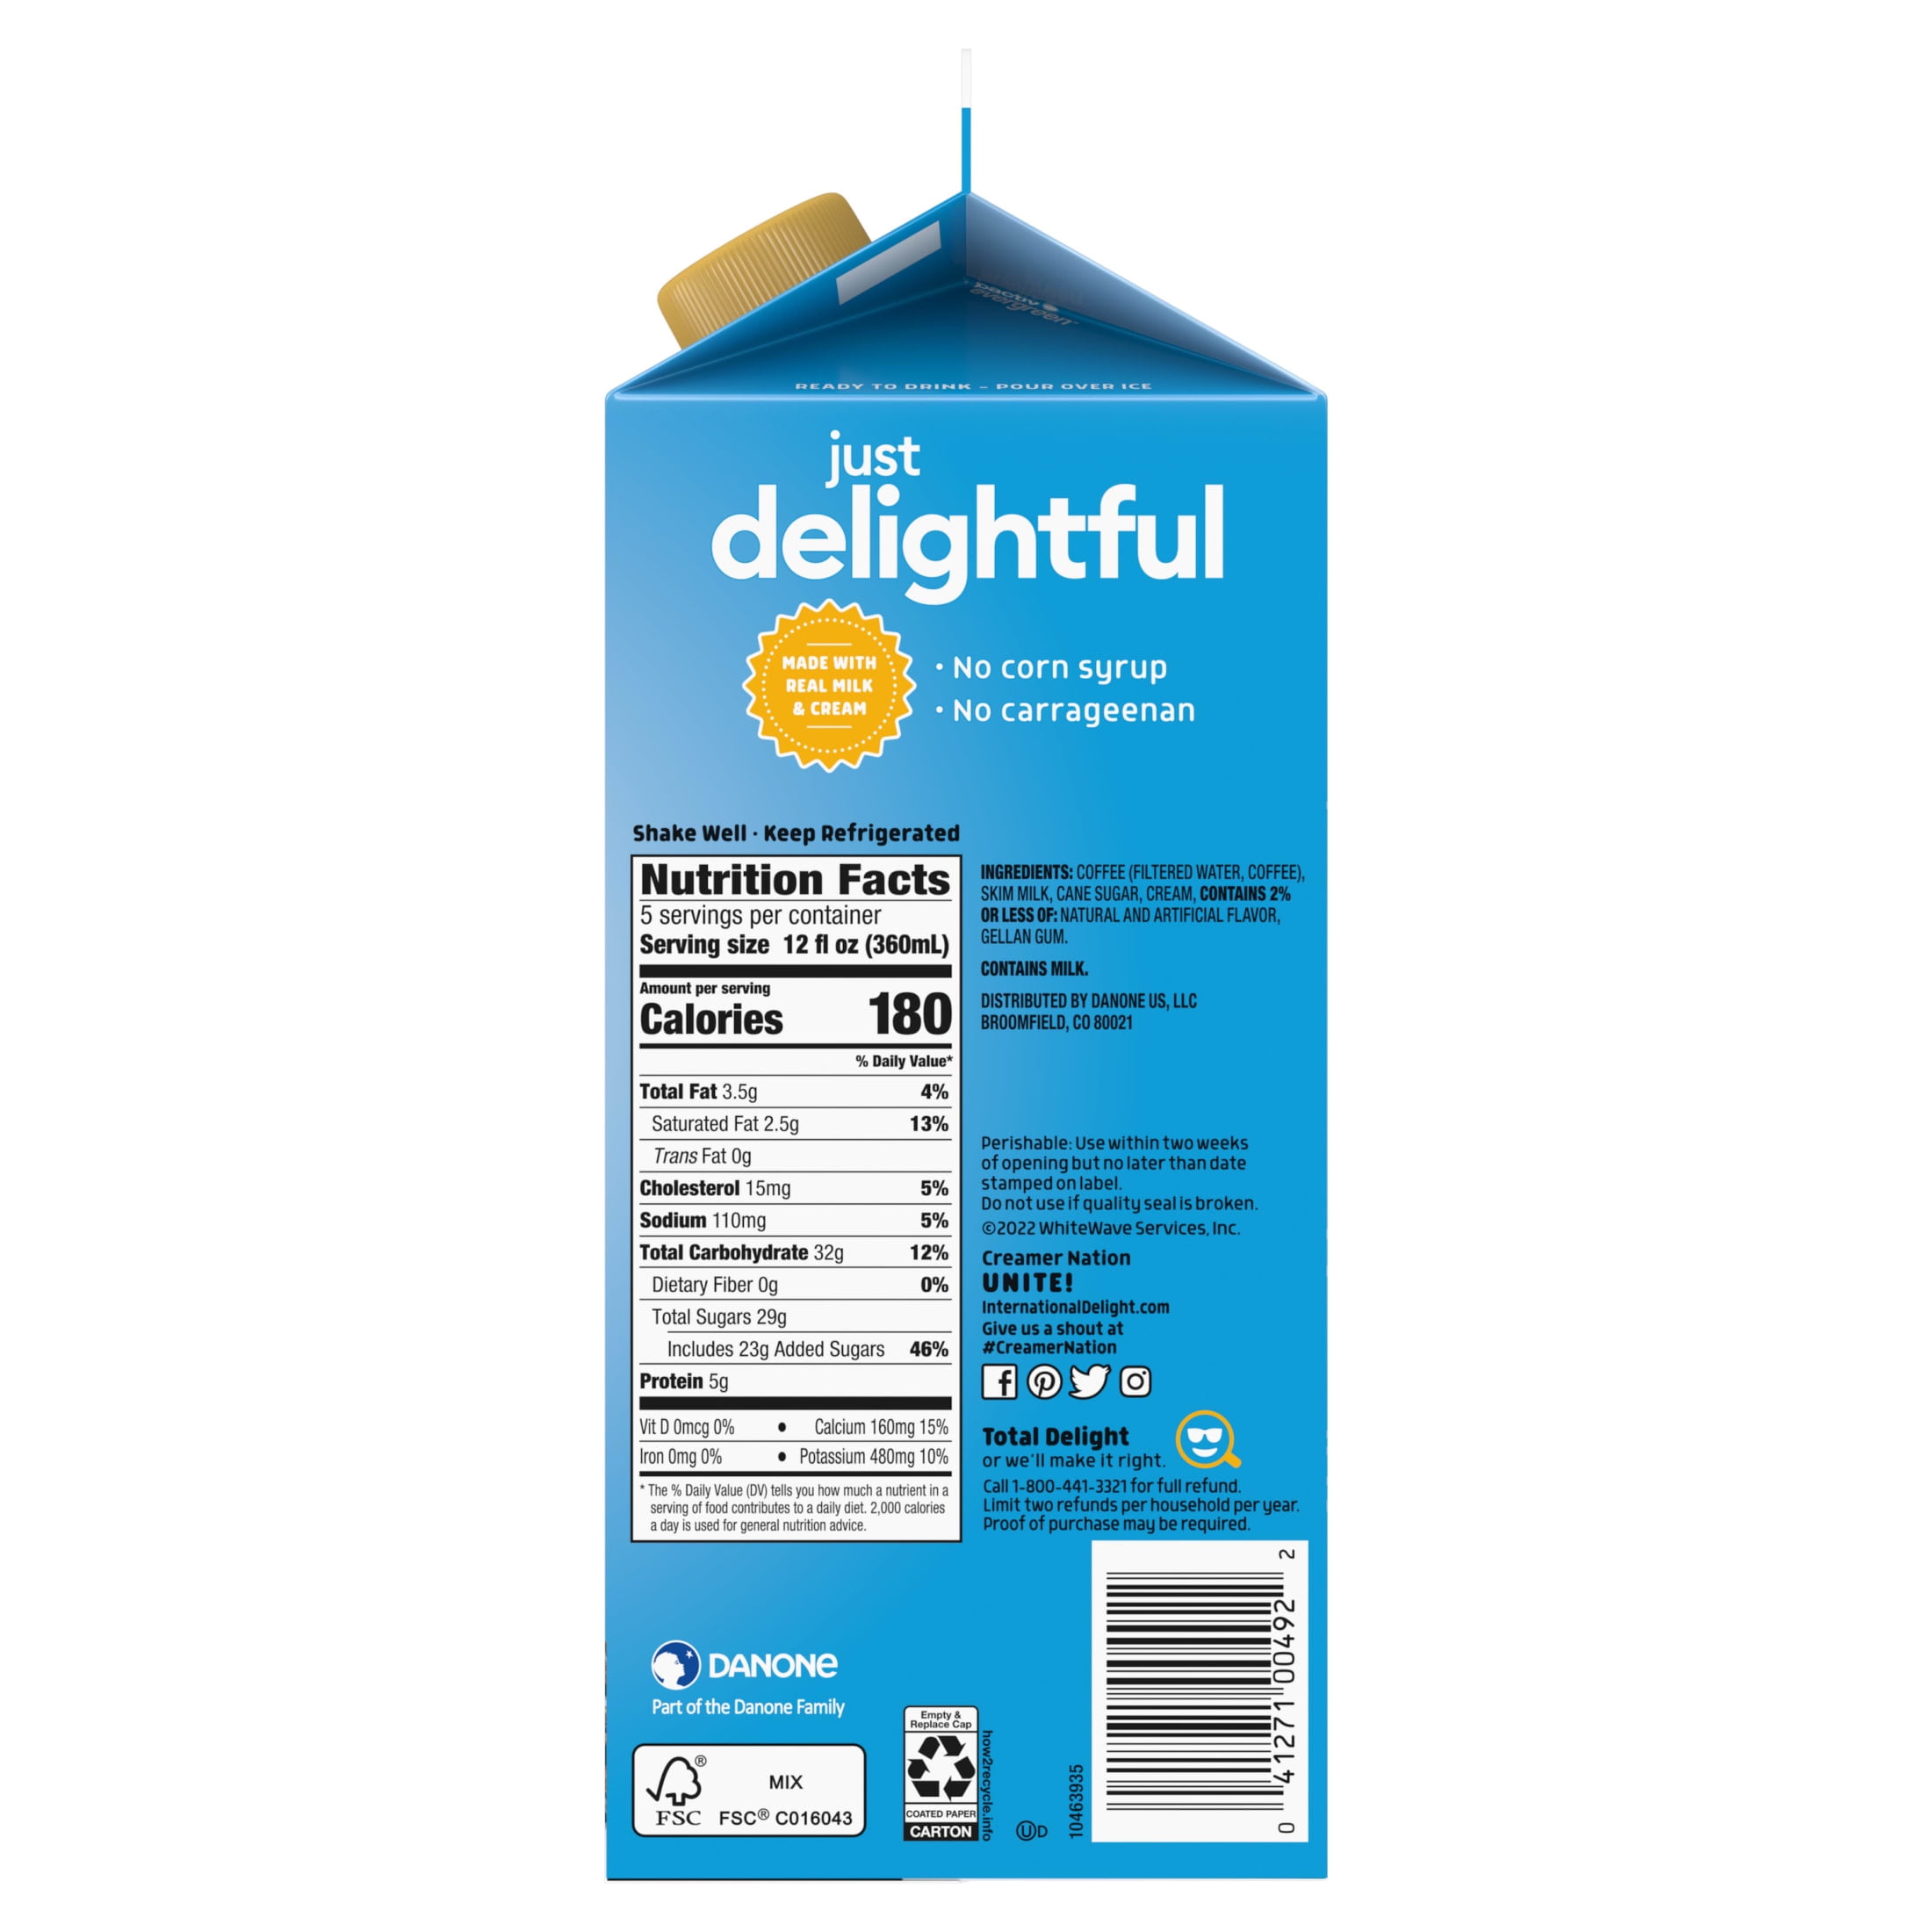 pactiv
evergreen™
READY TO DRINK – POUR OVER ICE
just
delightful
MADE WITH
REAL MILK
& CREAM
• No corn syrup
• No carrageenan
Shake Well · Keep Refrigerated
Nutrition Facts
5 servings per container
Serving size 12 fl oz (360mL)
Amount per serving
Calories 180
% Daily Value*
Total Fat 3.5g 4%
Saturated Fat 2.5g 13%
Trans Fat 0g
Cholesterol 15mg 5%
Sodium 110mg 5%
Total Carbohydrate 32g 12%
Dietary Fiber 0g 0%
Total Sugars 29g
Includes 23g Added Sugars 46%
Protein 5g
Vit D 0mcg 0% • Calcium 160mg 15%
Iron 0mg 0% • Potassium 480mg 10%
* The % Daily Value (DV) tells you how much a nutrient in a
serving of food contributes to a daily diet. 2,000 calories
a day is used for general nutrition advice.
INGREDIENTS: COFFEE (FILTERED WATER, COFFEE),
SKIM MILK, CANE SUGAR, CREAM, CONTAINS 2%
OR LESS OF: NATURAL AND ARTIFICIAL FLAVOR,
GELLAN GUM.
CONTAINS MILK.
DISTRIBUTED BY DANONE US, LLC
BROOMFIELD, CO 80021
Perishable: Use within two weeks
of opening but no later than date
stamped on label.
Do not use if quality seal is broken.
©2022 WhiteWave Services, Inc.
Creamer Nation
UNITE!
InternationalDelight.com
Give us a shout at
#CreamerNation
Total Delight
or we'll make it right.
Call 1-800-441-3321 for full refund.
Limit two refunds per household per year.
Proof of purchase may be required.
DANONE
Part of the Danone Family
®
MIX
FSC FSC® C016043
Empty &
Replace Cap
COATED PAPER
CARTON
how2recycle.info
UD
10463935
0 41271 00492 2